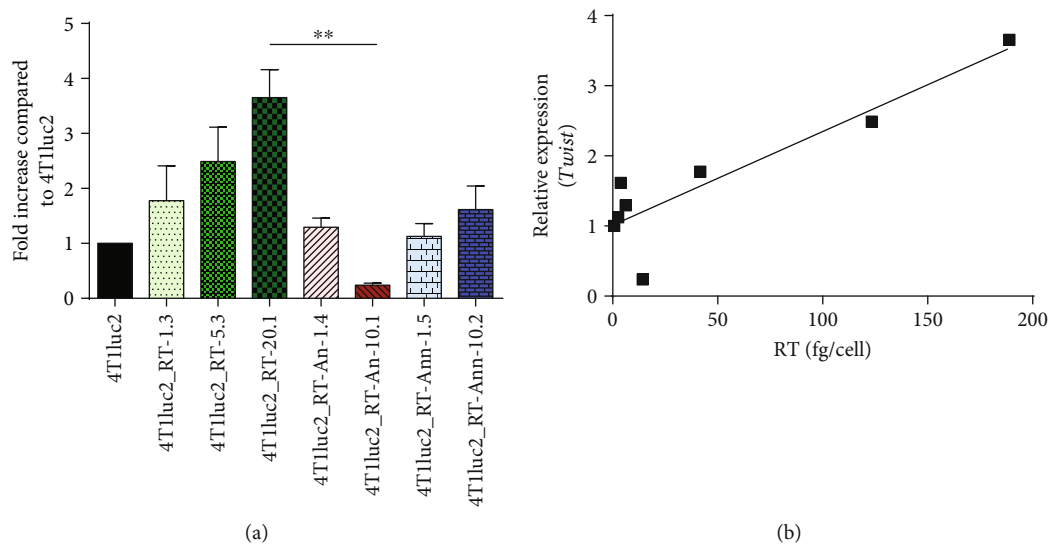 Fold increase compared
to 4T1luc2
5
4
3
2
1
0
**
4T1luc2
4T1luc2_RT-1.3
4T1luc2_RT-5.3
4T1luc2_RT-20.1
4T1luc2_RT-An-1.4
4T1luc2_RT-An-10.1
4T1luc2_RT-Ann-1.5
4T1luc2_RT-Ann-10.2
(a)
Relative expression
(Twist)
4
3
2
1
0
0 50 100 150 200
RT (fg/cell)
(b)